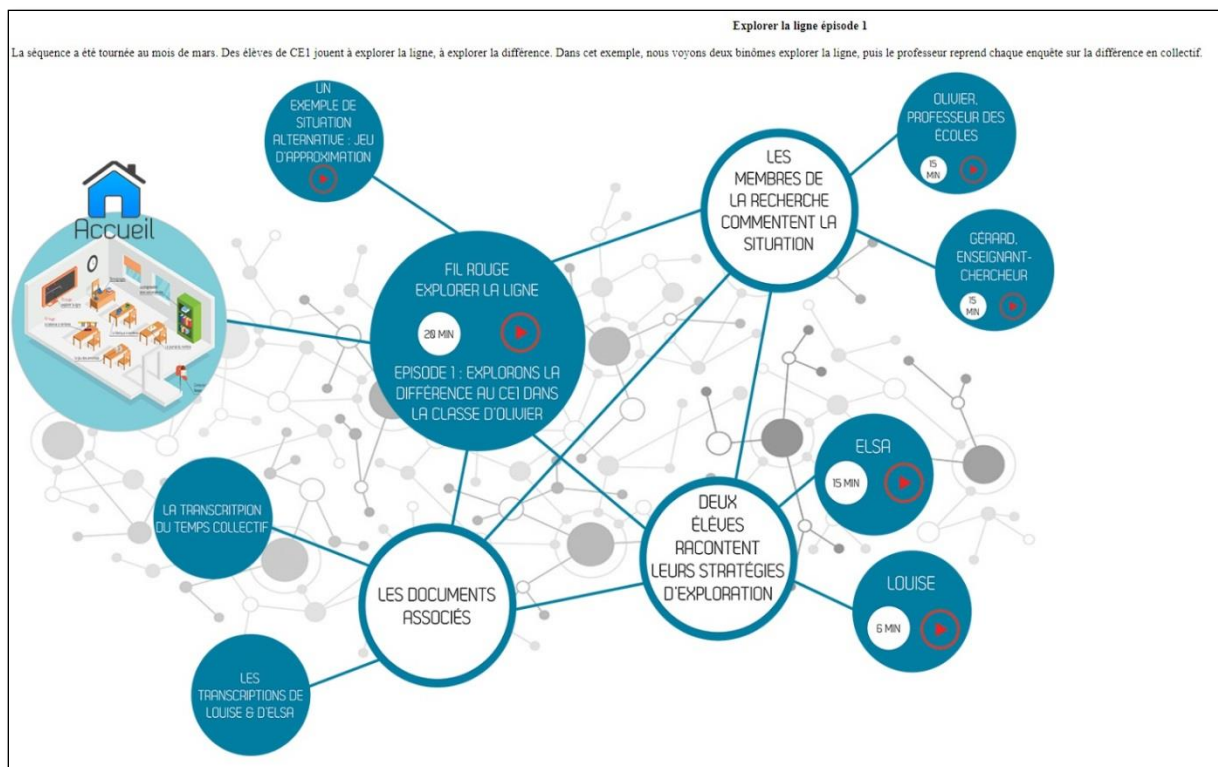 Explorer la ligne épisode 1
La séquence a été tournée au mois de mars. Des élèves de CE1 jouent à explorer la ligne, à explorer la différence. Dans cet exemple, nous voyons deux binômes explorer la ligne, puis le professeur reprend chaque enquête sur la différence en collectif.
UN
EXEMPLE DE
SITUATION
ALTERNATIVE : JEU
D'APPROXIMATION
OLIVIER,
PROFESSEUR DES
ÉCOLES
15
MIN
LES
MEMBRES DE
LA RECHERCHE
COMMENTENT LA
SITUATION
Accueil
GÉRARD,
ENSEIGNANT-
CHERCHEUR
15
MIN
FIL ROUGE
EXPLORER LA LIGNE
20 MIN
EPISODE 1 : EXPLORONS LA
DIFFÉRENCE AU CE1 DANS
LA CLASSE D'OLIVIER
ELSA
15 MIN
LA TRANSCRITPION
DU TEMPS COLLECTIF
DEUX
ÉLÈVES
RACONTENT
LEURS STRATÉGIES
D'EXPLORATION
LES DOCUMENTS
ASSOCIÉS
LOUISE
6 MIN
LES
TRANSCRIPTIONS DE
LOUISE & D'ELSA